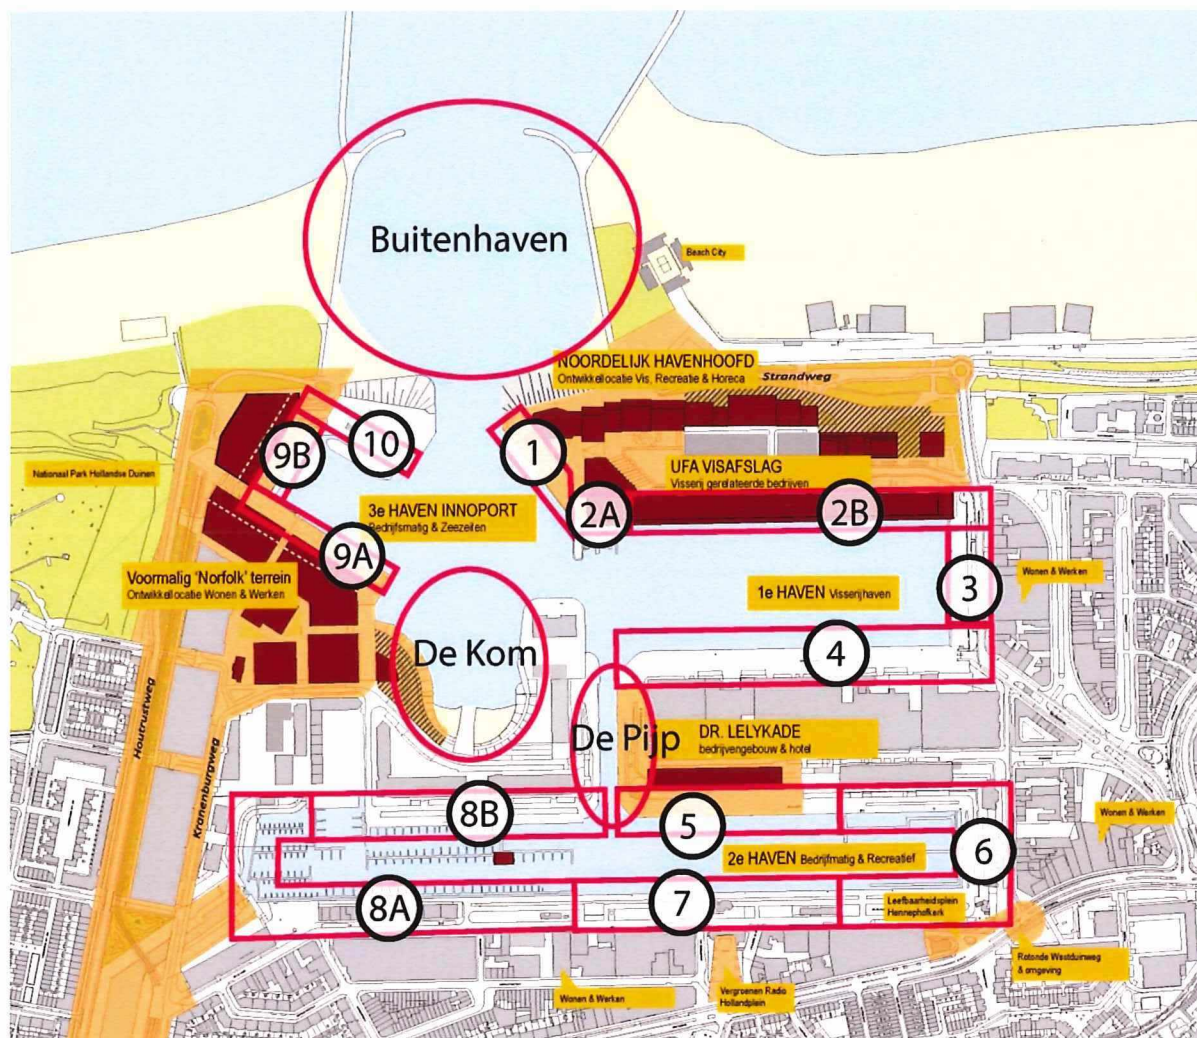 Buitenhaven
Beach City
NOORDELIJK HAVENHOOFD
Ontwikkellocatie Vis, Recreatie & Horeca
Strandweg
10
9B
1
Nationaal Park Hollandse Duinen
UFA VISAFSLAG
Visserij gerelateerde bedrijven
3e HAVEN INNOPORT
Bedrijfsmatig & Zeezeilen
2A
2B
9A
Voormalig 'Norfolk' terrein
Ontwikkellocatie Wonen & Werken
1e HAVEN Visserijhaven
3
Wonen & Werken
De Kom
4
Houtrustweg
Kranenburgweg
De Pijp
DR. LELYKADE
bedrijvengebouw & hotel
8B
5
Wonen & Werken
2e HAVEN Bedrijfmatig & Recreatief
6
8A
7
Leefbaarheidsplein
Hennephofkerk
Rotonde Westduinweg
& omgeving
Wonen & Werken
Vergroenen Radio
Hollandplein